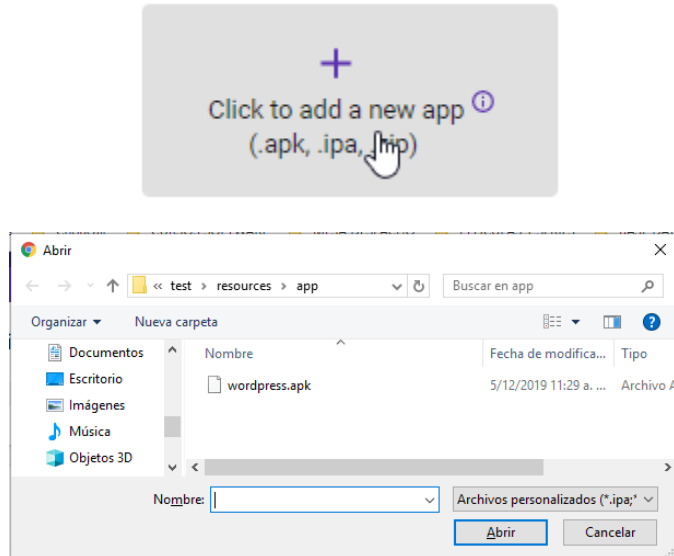 Click to add a new app
(.apk, .ipa,
Abrir
« test › resources › app
Buscar en app
Organizar
Nueva carpeta
Nombre
Fecha de modifica...
Tipo
Documentos
Escritorio
Imágenes
Música
Objetos 3D
wordpress.apk
5/12/2019 11:29 a. ...
Archivo A
Nombre:
Archivos personalizados (*.ipa;*
Abrir
Cancelar